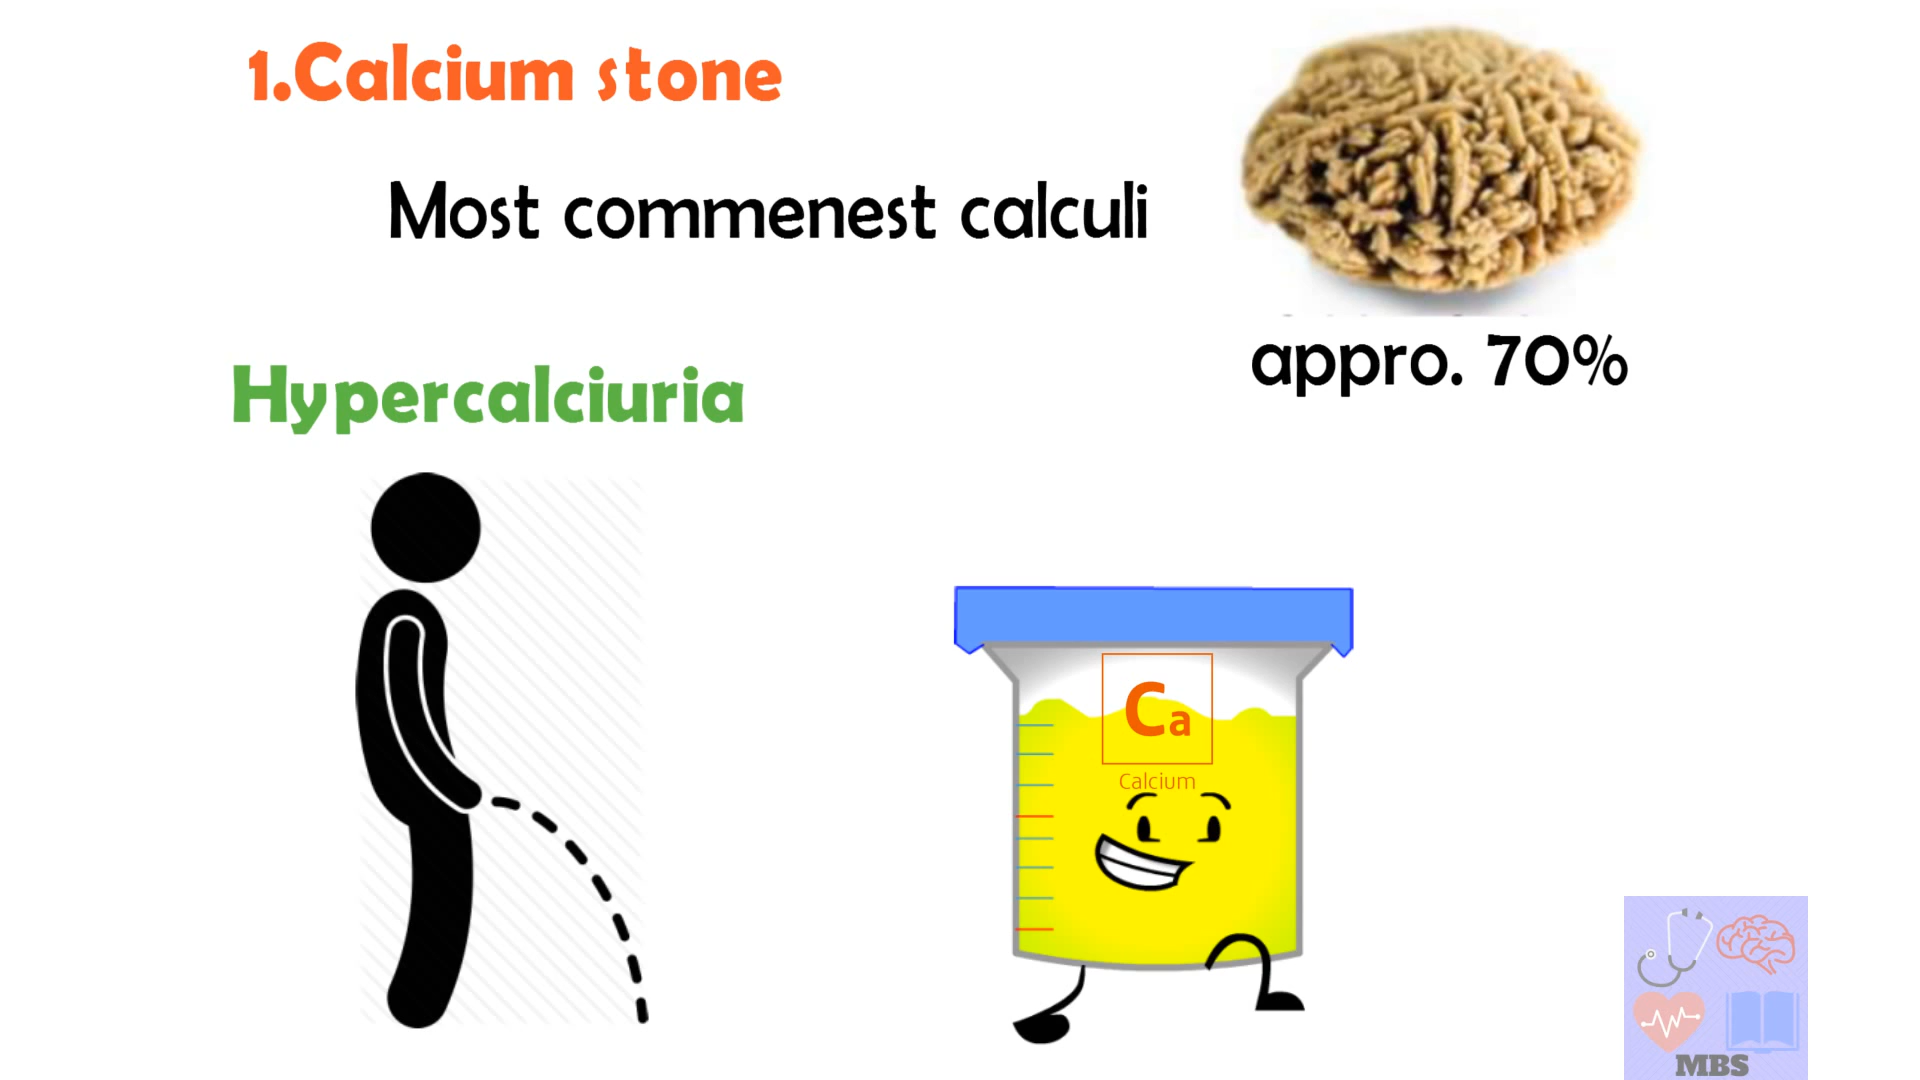 1.Calcium stone
Most commenest calculi
appro. 70%
Hypercalciuria
Ca
Calcium
MBS